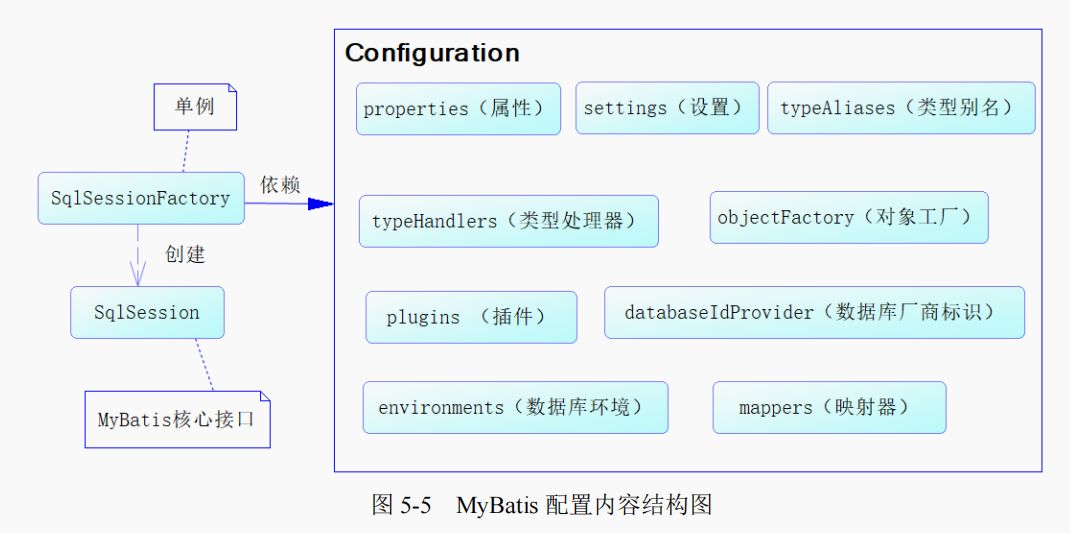 Configuration
单例
properties（属性）
settings（设置）
typeAliases（类型别名）
SqlSessionFactory
依赖
typeHandlers（类型处理器）
objectFactory（对象工厂）
创建
SqlSession
plugins （插件）
databaseIdProvider（数据库厂商标识）
MyBatis核心接口
environments（数据库环境）
mappers（映射器）
图 5-5 MyBatis 配置内容结构图